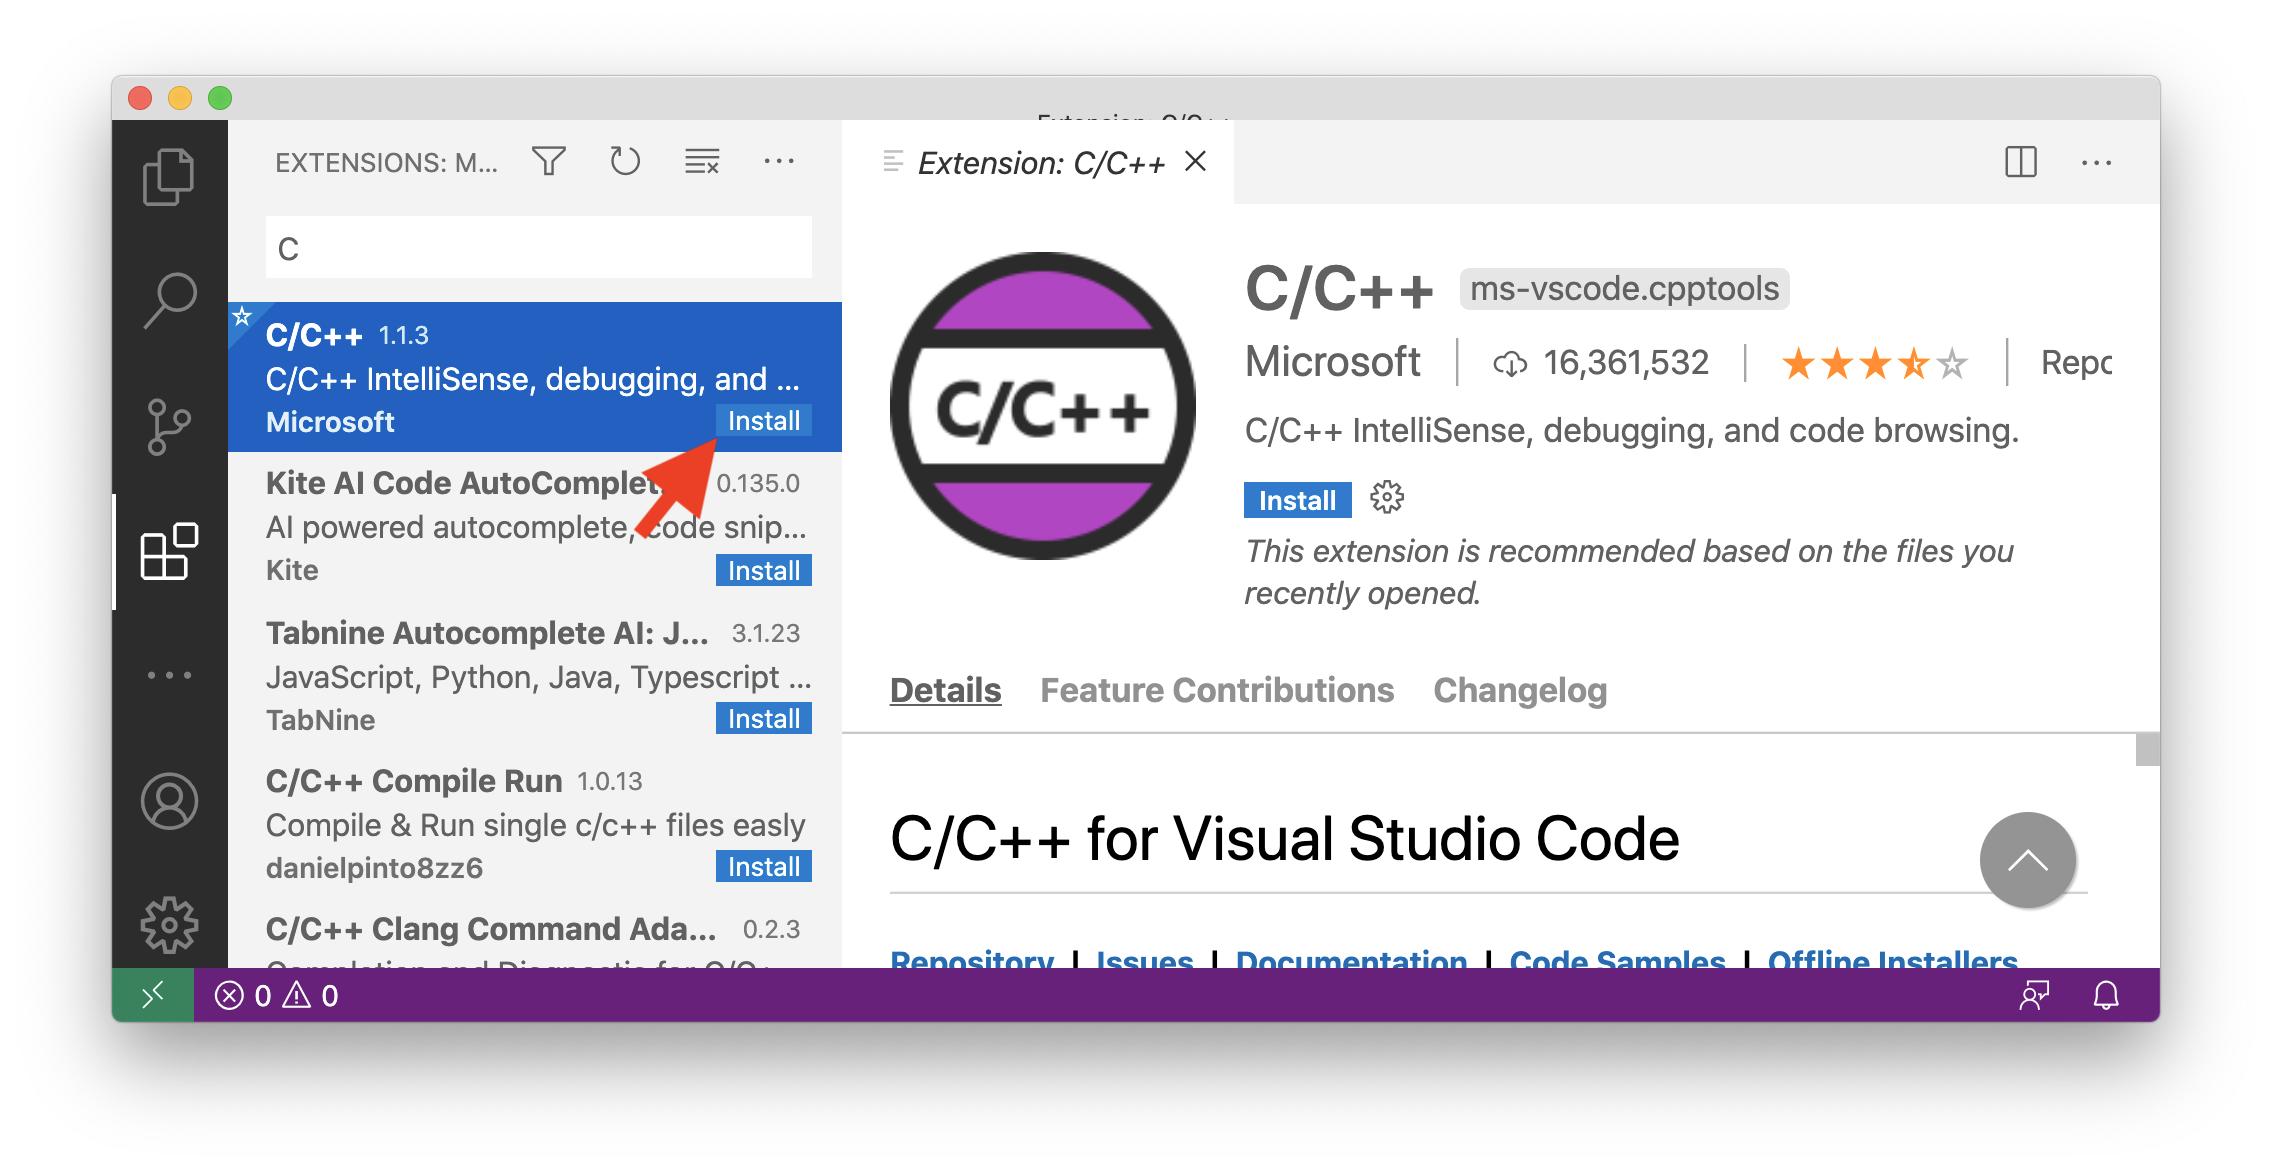 Extension: C/C++
EXTENSIONS: M...
Extension: C/C++
C
C/C++ 1.1.3
C/C++ IntelliSense, debugging, and ...
Microsoft Install
Kite AI Code AutoComplet. 0.135.0
AI powered autocomplete, code snip...
Kite Install
Tabnine Autocomplete AI: J... 3.1.23
JavaScript, Python, Java, Typescript ...
TabNine Install
C/C++ Compile Run 1.0.13
Compile & Run single c/c++ files easly
danielpinto8zz6 Install
C/C++ Clang Command Ada... 0.2.3
Completion and Diagnostic for C/C+
C/C++
C/C++ ms-vscode.cpptools
Microsoft | 16,361,532 | Repo
C/C++ IntelliSense, debugging, and code browsing.
Install
This extension is recommended based on the files you
recently opened.
Details Feature Contributions Changelog
C/C++ for Visual Studio Code
Repository | Issues | Documentation | Code Samples | Offline Installers
0 0